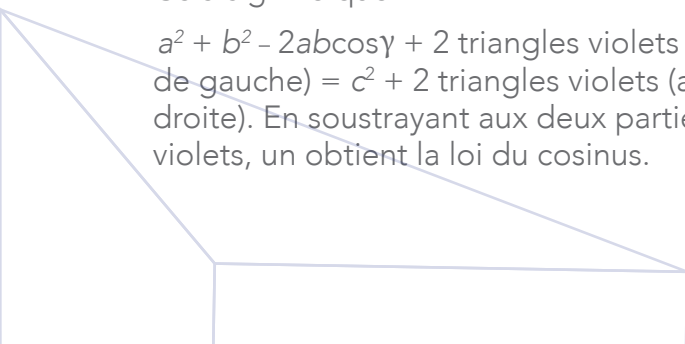 a² + b² – 2abcosγ + 2 triangles violets
de gauche) = c² + 2 triangles violets (
droite). En soustrayant aux deux partie
violets, un obtient la loi du cosinus.